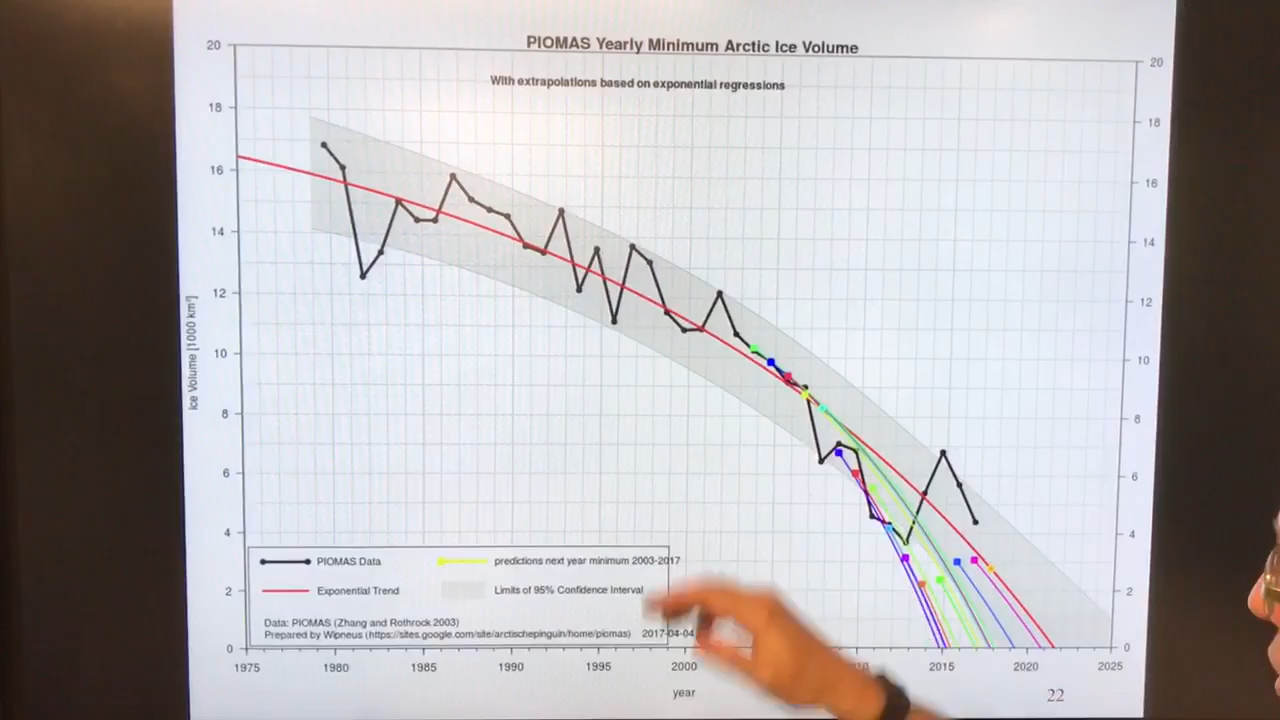 PIOMAS Yearly Minimum Arctic Ice Volume
With extrapolations based on exponential regressions
20
18
16
14
12
10
8
6
4
2
0
20
18
16
14
12
10
8
6
4
2
0
Ice Volume [1000 km³]
PIOMAS Data
predictions next year minimum 2003-2017
Exponential Trend
Limits of 95% Confidence Interval
Data: PIOMAS (Zhang and Rothrock 2003)
Prepared by Wipneus (https://sites.google.com/site/arctischepinguin/home/piomas) 2017-04-04
1975 1980 1985 1990 1995 2000 2015 2020 2025
year
22